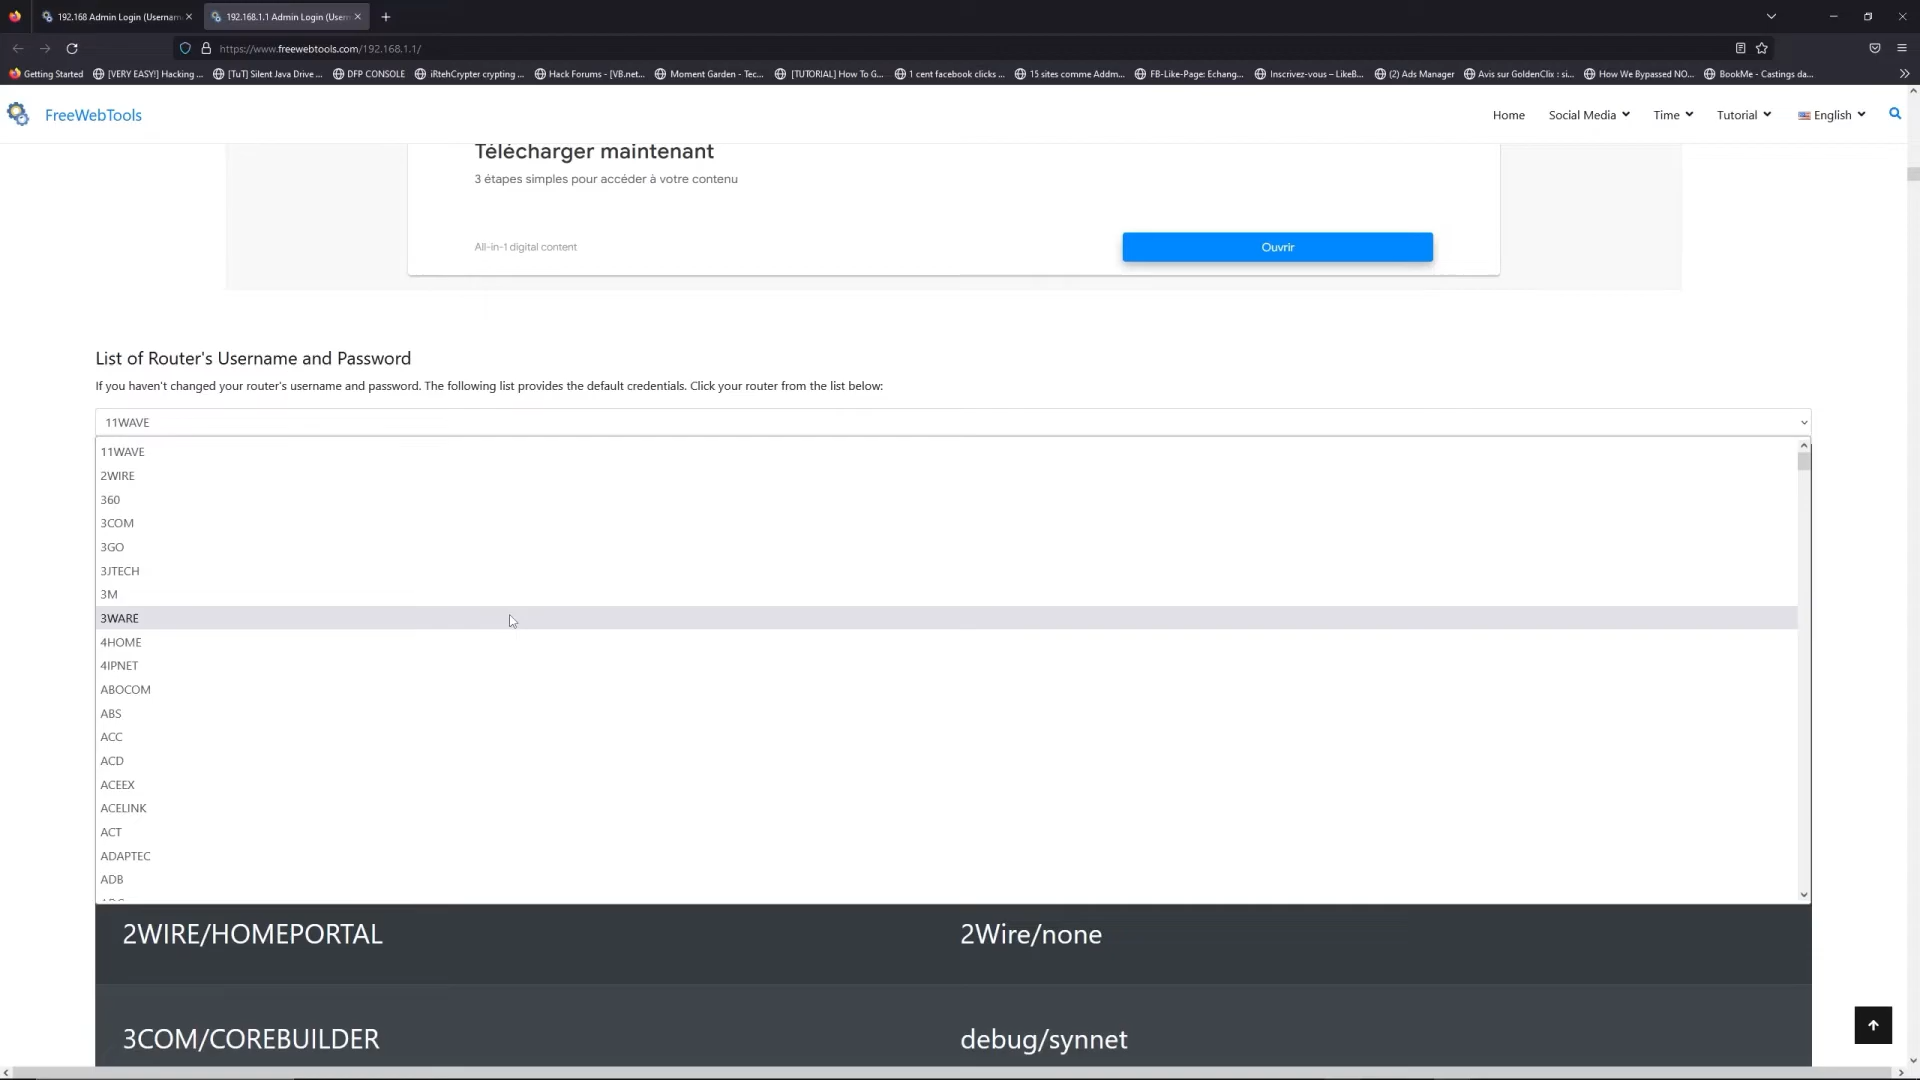 192.168 Admin Login (Usernam
192.168.1.1 Admin Login (Usern
https://www.freewebtools.com/192.168.1.1/
Getting Started
[VERY EASY!] Hacking ...
[TuT] Silent Java Drive ...
DFP CONSOLE
iRtehCrypter crypting ...
Hack Forums - [VB.net...
Moment Garden - Tec...
[TUTORIAL] How To G...
1 cent facebook clicks ...
15 sites comme Addm...
FB-Like-Page: Echang...
Inscrivez-vous – LikeB...
(2) Ads Manager
Avis sur GoldenClix : si...
How We Bypassed NO...
BookMe - Castings da...
FreeWebTools
Home
Social Media
Time
Tutorial
English
Télécharger maintenant
3 étapes simples pour accéder à votre contenu
All-in-1 digital content
Ouvrir
List of Router's Username and Password
If you haven't changed your router's username and password. The following list provides the default credentials. Click your router from the list below:
11WAVE
11WAVE
2WIRE
360
3COM
3GO
3JTECH
3M
3WARE
4HOME
4IPNET
ABOCOM
ABS
ACC
ACD
ACEEX
ACELINK
ACT
ADAPTEC
ADB
2WIRE/HOMEPORTAL
2Wire/none
3COM/COREBUILDER
debug/synnet